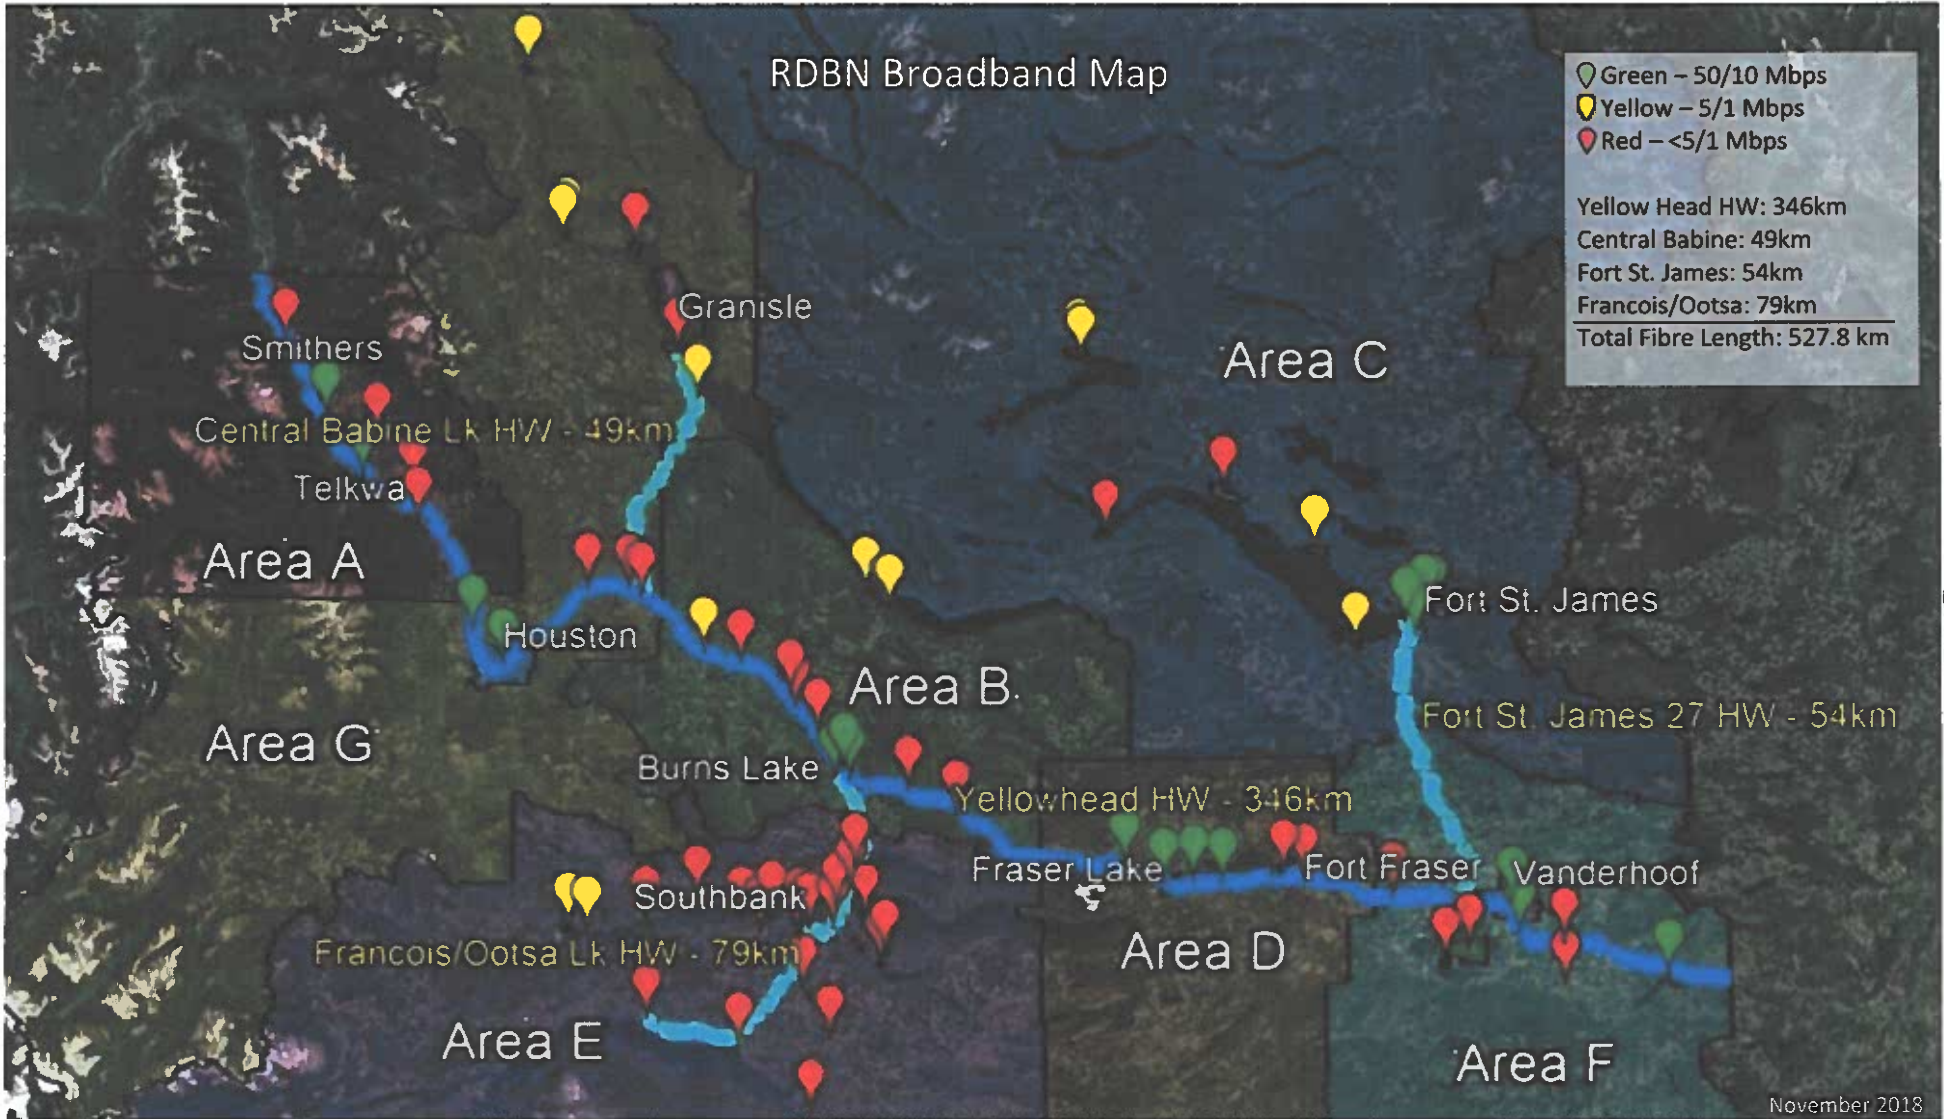 RDBN Broadband Map
Green – 50/10 Mbps
Yellow – 5/1 Mbps
Red – <5/1 Mbps
Yellow Head HW: 346km
Central Babine: 49km
Fort St. James: 54km
Francois/Ootsa: 79km
Total Fibre Length: 527.8 km
Granisle
Smithers
Area C
Central Babine Lk HW - 49km
Telkwa
Area A
Fort St. James
Houston
Area B
Fort St. James 27 HW - 54km
Area G
Burns Lake
Yellowhead HW - 346km
Fraser Lake
Fort Fraser
Vanderhoof
Southbank
Francois/Ootsa Lk HW - 79km
Area D
Area E
Area F
November 2018